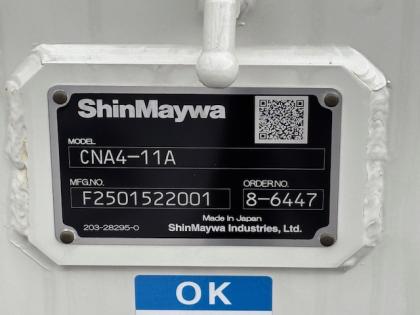 ShinMaywa
MODEL
CNA4-11A
MFG.NO. ORDER.NO.
F2501522001 8-6447
Made in Japan
203-28295-0 ShinMaywa Industries, Ltd.
OK